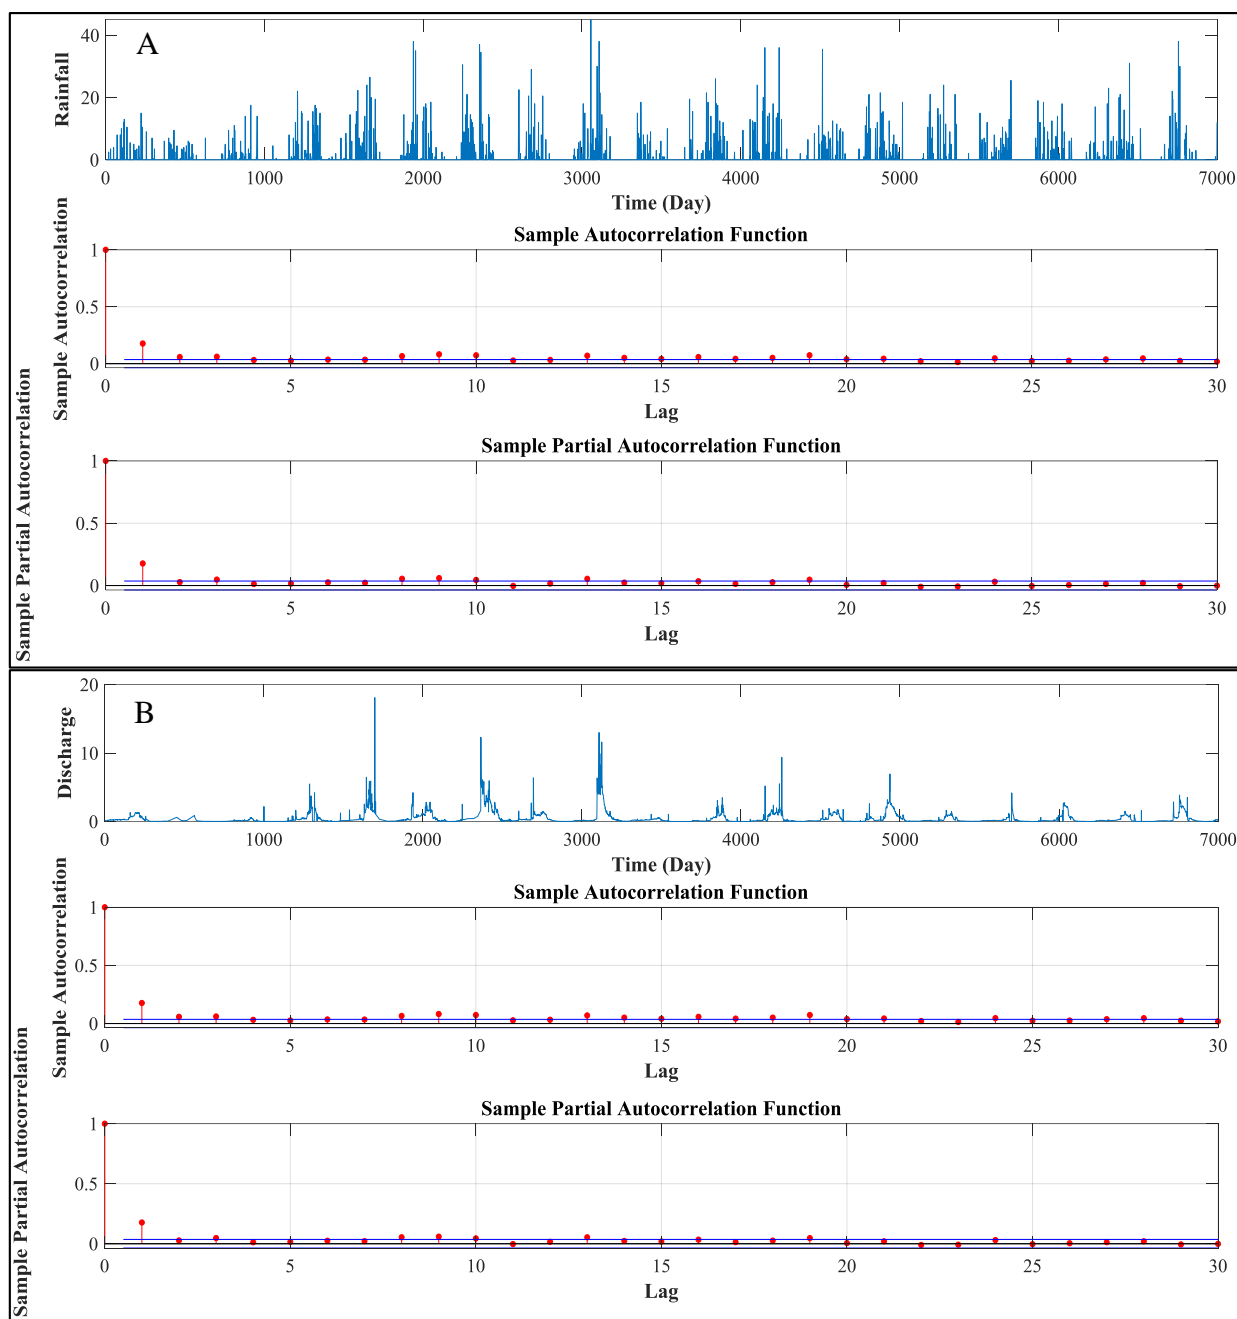 A
Rainfall
40
20
0
0 1000 2000 3000 4000 5000 6000 7000
Time (Day)
Sample Autocorrelation Function
Sample Autocorrelation
1
0.5
0
0 5 10 15 20 25 30
Lag
Sample Partial Autocorrelation Function
Sample Partial Autocorrelation
1
0.5
0
0 5 10 15 20 25 30
Lag
B
Discharge
20
10
0
0 1000 2000 3000 4000 5000 6000 7000
Time (Day)
Sample Autocorrelation Function
Sample Autocorrelation
1
0.5
0
0 5 10 15 20 25 30
Lag
Sample Partial Autocorrelation Function
Sample Partial Autocorrelation
1
0.5
0
0 5 10 15 20 25 30
Lag